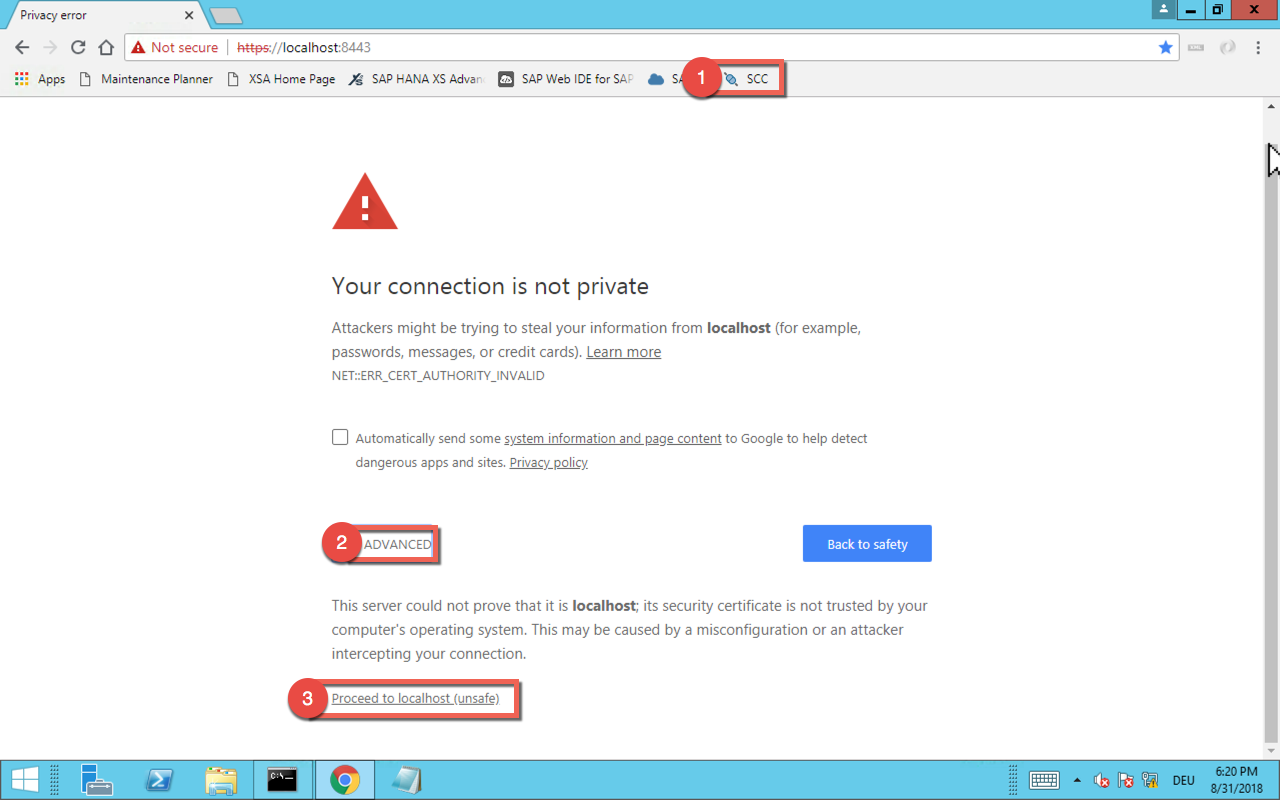 Privacy error
Not secure https://localhost:8443
Apps Maintenance Planner XSA Home Page SAP HANA XS Advan SAP Web IDE for SAP SA 1 SCC
Your connection is not private
Attackers might be trying to steal your information from localhost (for example,
passwords, messages, or credit cards). Learn more
NET::ERR_CERT_AUTHORITY_INVALID
Automatically send some system information and page content to Google to help detect
dangerous apps and sites. Privacy policy
2 ADVANCED Back to safety
This server could not prove that it is localhost; its security certificate is not trusted by your
computer's operating system. This may be caused by a misconfiguration or an attacker
intercepting your connection.
3 Proceed to localhost (unsafe)
C:\_
DEU 6:20 PM
8/31/2018